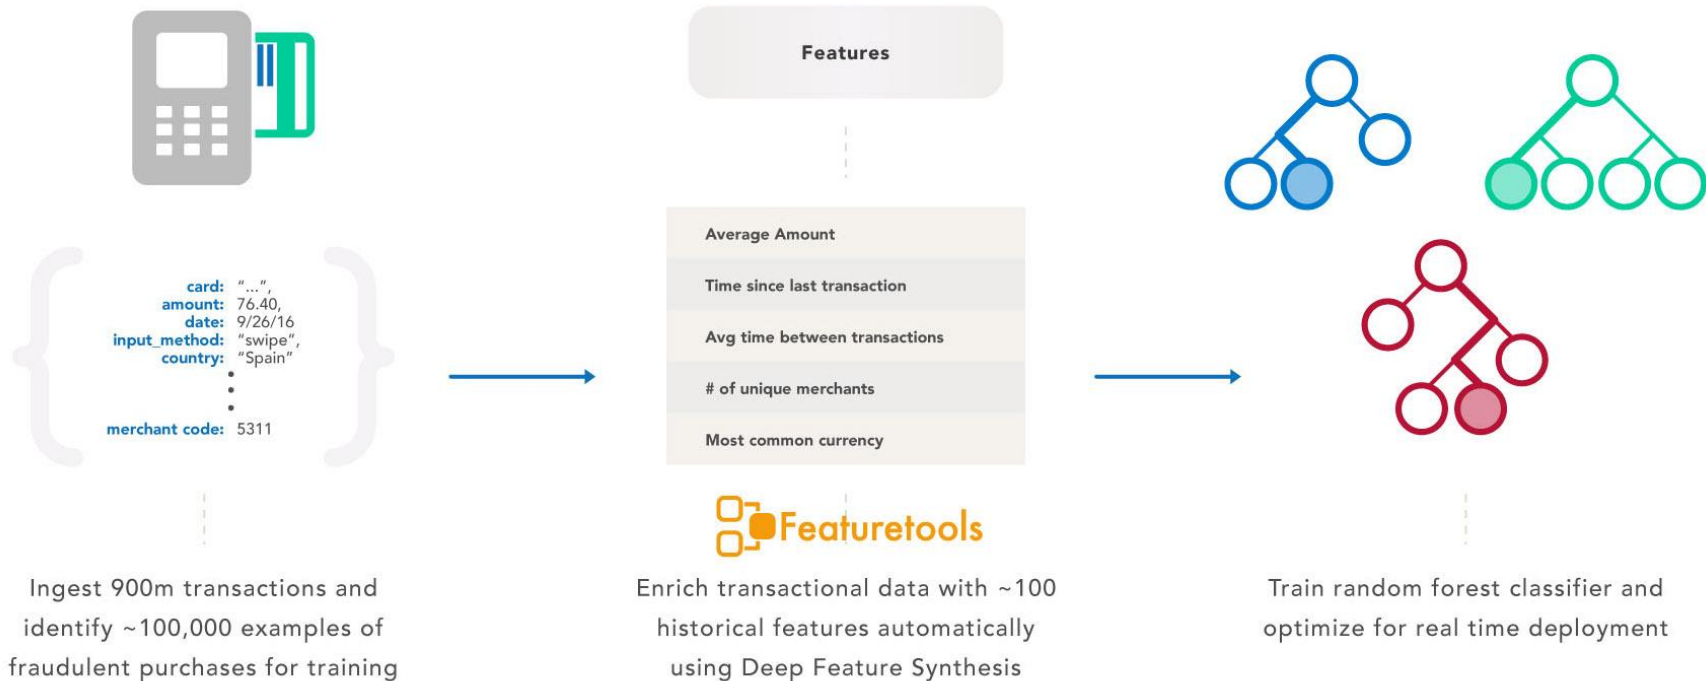 card: “...”,
amount: 76.40,
date: 9/26/16
input_method: “swipe”,
country: “Spain”
merchant code: 5311
Ingest 900m transactions and
identify ~100,000 examples of
fraudulent purchases for training
Features
Average Amount
Time since last transaction
Avg time between transactions
# of unique merchants
Most common currency
Featuretools
Enrich transactional data with ~100
historical features automatically
using Deep Feature Synthesis
Train random forest classifier and
optimize for real time deployment